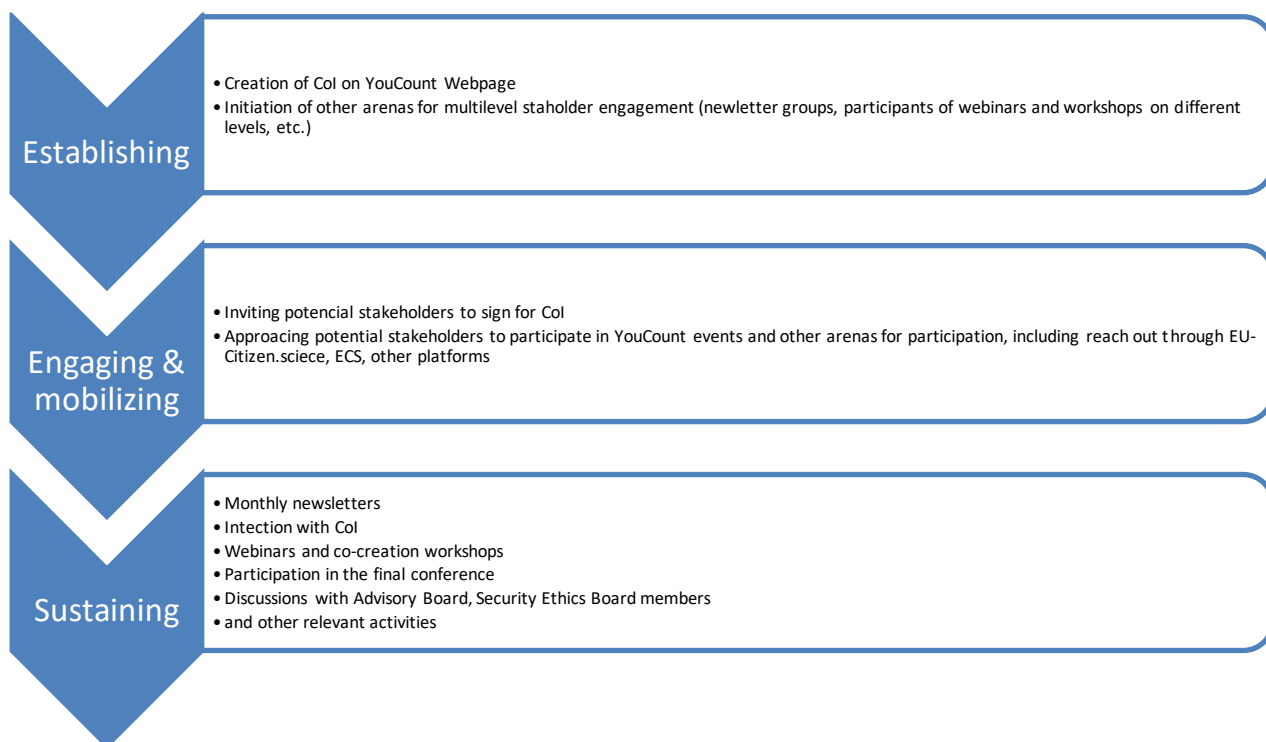 Establishing
• Creation of CoI on YouCount Webpage
• Initiation of other arenas for multilevel staholder engagement (newletter groups, participants of webinars and workshops on different
levels, etc.)
Engaging &
mobilizing
• Inviting potencial stakeholders to sign for CoI
• Approacing potential stakeholders to participate in YouCount events and other arenas for participation, including reach out through EU-
Citizen.sciece, ECS, other platforms
Sustaining
• Monthly newsletters
• Intection with CoI
• Webinars and co-creation workshops
• Participation in the final conference
• Discussions with Advisory Board, Security Ethics Board members
• and other relevant activities